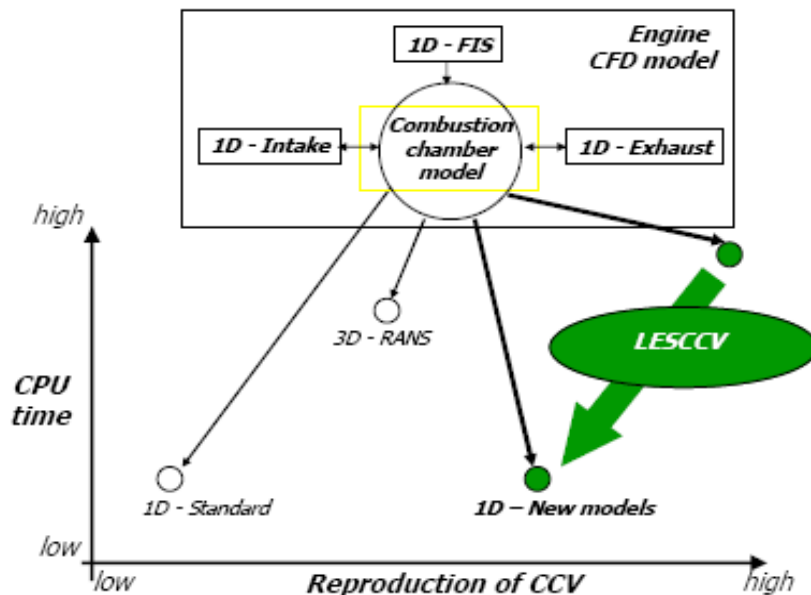 Engine
CFD model
1D - FIS
1D - Intake
Combustion
chamber
model
1D - Exhaust
high
3D - RANS
LESCCV
CPU
time
1D - Standard
1D – New models
low
low
Reproduction of CCV
high